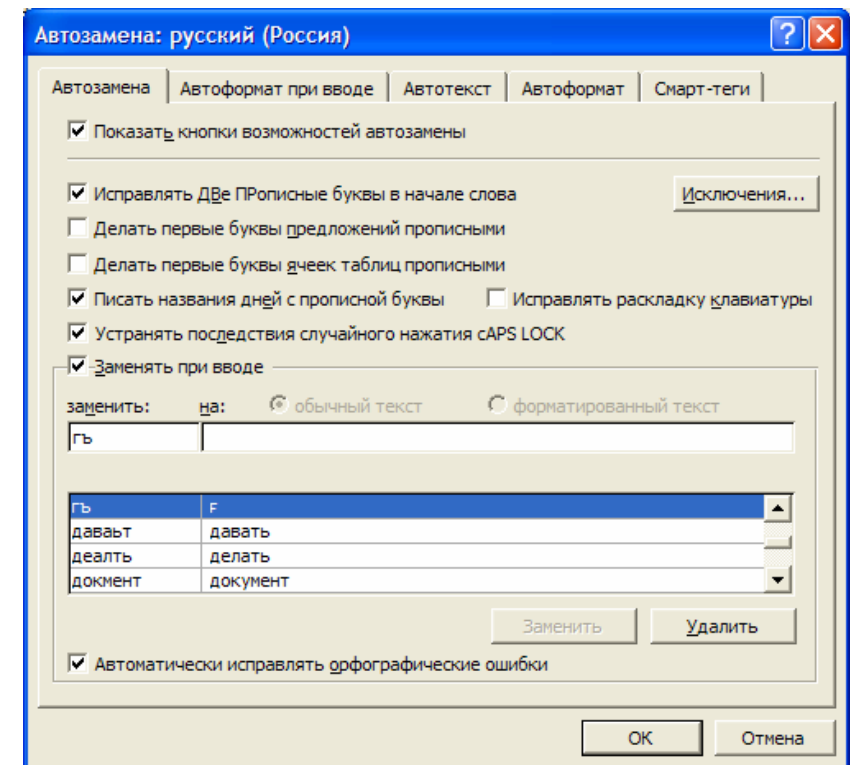 Автозамена: русский (Россия)
Автозамена Автоформат при вводе Автотекст Автоформат Смарт-теги
Показать кнопки возможностей автозамены
Исправлять ДВе ПРописные буквы в начале слова Исключения...
Делать первые буквы предложений прописными
Делать первые буквы ячеек таблиц прописными
Писать названия дней с прописной буквы Исправлять раскладку клавиатуры
Устранять последствия случайного нажатия cAPS LOCK
Заменять при вводе
заменить: на: обычный текст форматированный текст
гъ
гъ F
даваьт давать
деалть делать
докмент документ
Заменить Удалить
Автоматически исправлять орфографические ошибки
ОК Отмена